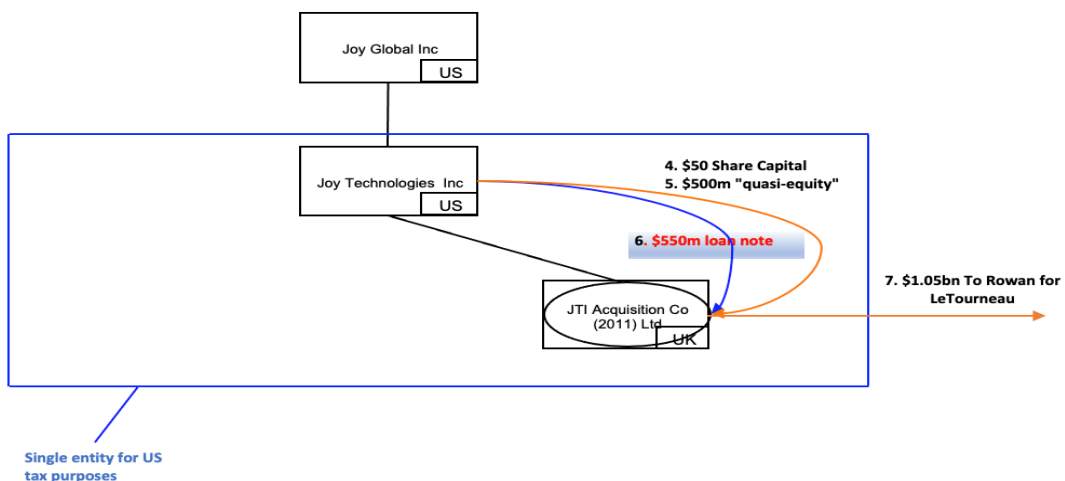 Joy Global Inc
US
Joy Technologies Inc
US
4. $50 Share Capital
5. $500m "quasi-equity"
6. $550m loan note
7. $1.05bn To Rowan for
LeTourneau
JTI Acquisition Co
(2011) Ltd
UK
Single entity for US
tax purposes